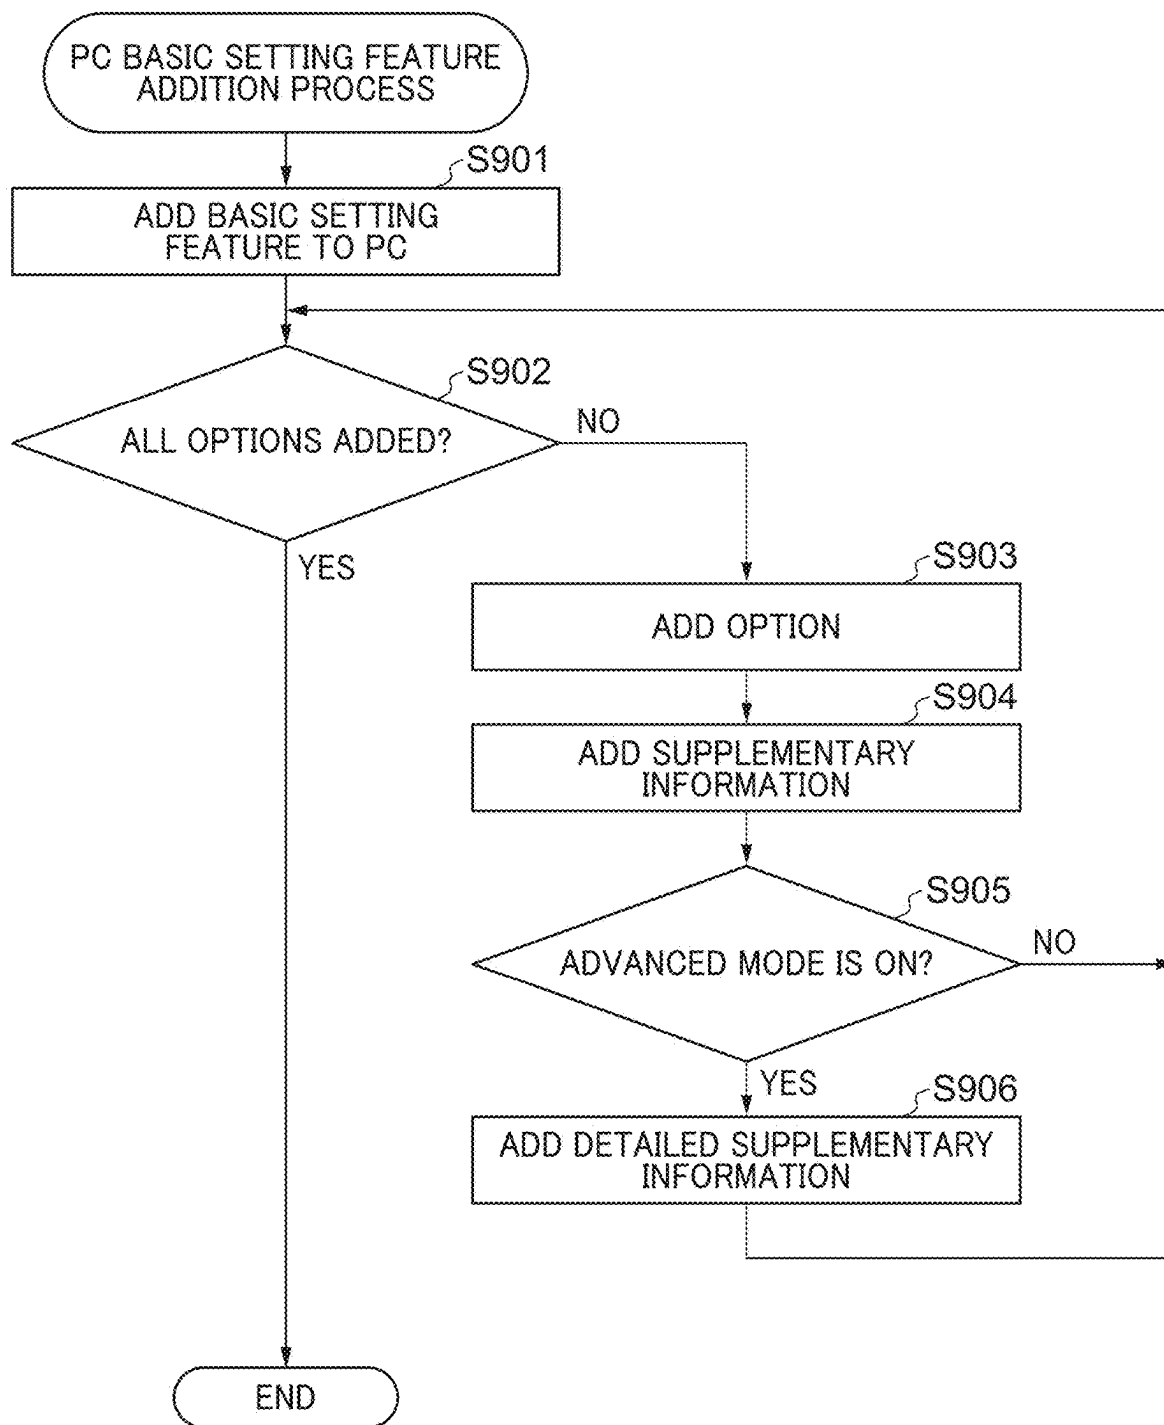 PC BASIC SETTING FEATURE
ADDITION PROCESS
S901
ADD BASIC SETTING
FEATURE TO PC
S902
ALL OPTIONS ADDED?
NO
YES
S903
ADD OPTION
S904
ADD SUPPLEMENTARY
INFORMATION
S905
ADVANCED MODE IS ON?
NO
YES
S906
ADD DETAILED SUPPLEMENTARY
INFORMATION
END